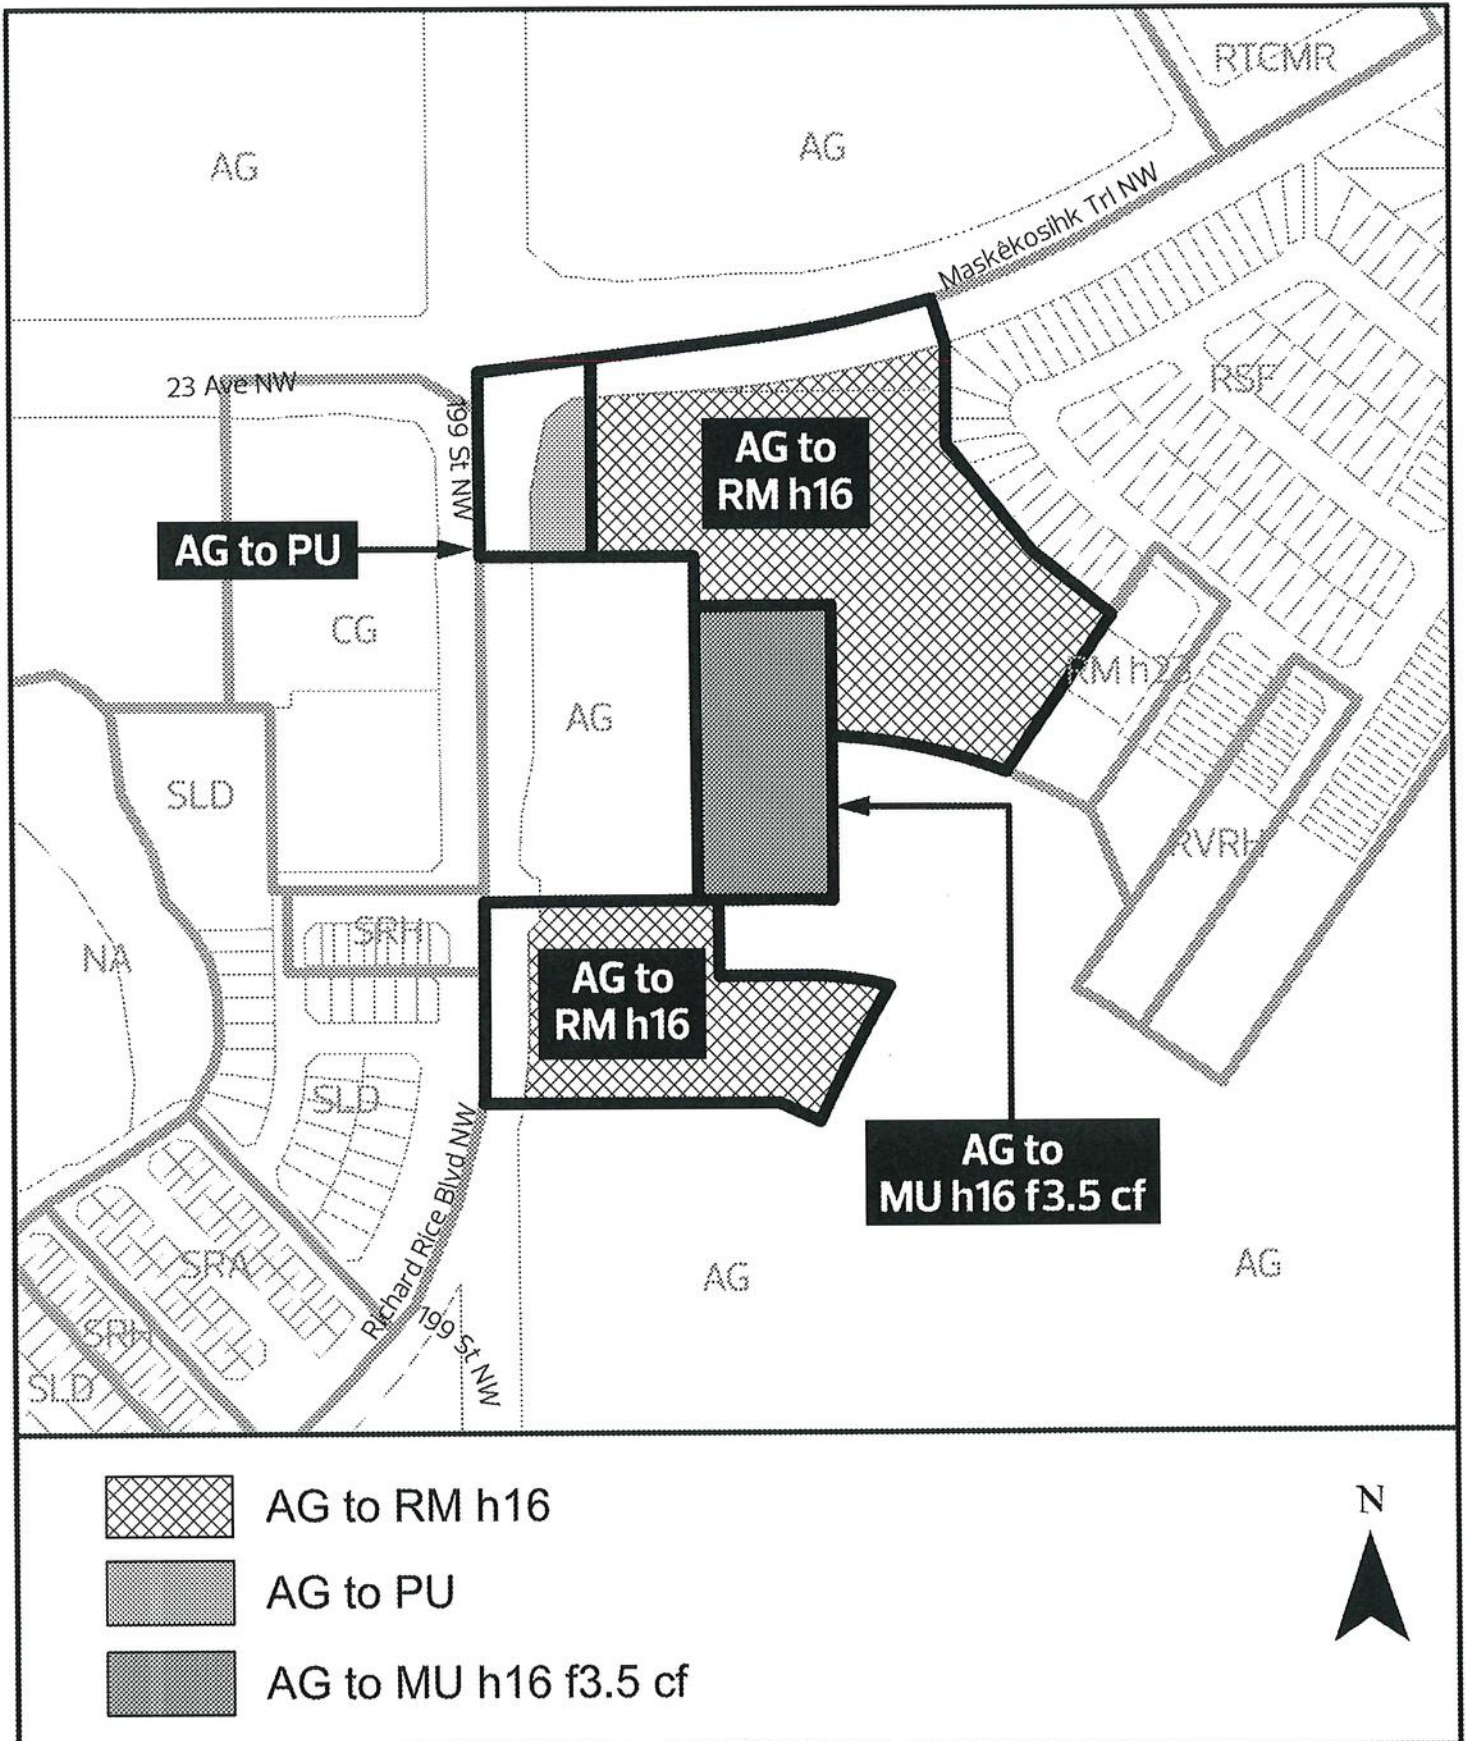 RTCMR
AG
AG
Maskêkosihk Trl NW
23 Ave NW
199 St NW
RSF
AG to
RM h16
AG to PU
CG
RM h23
AG
SLD
RVRH
SRH
NA
AG to
RM h16
SLD
AG to
MU h16 f3.5 cf
Richard Rice Blvd NW
SRA
AG
AG
199 St NW
SRH
SLD
AG to RM h16
N
AG to PU
AG to MU h16 f3.5 cf